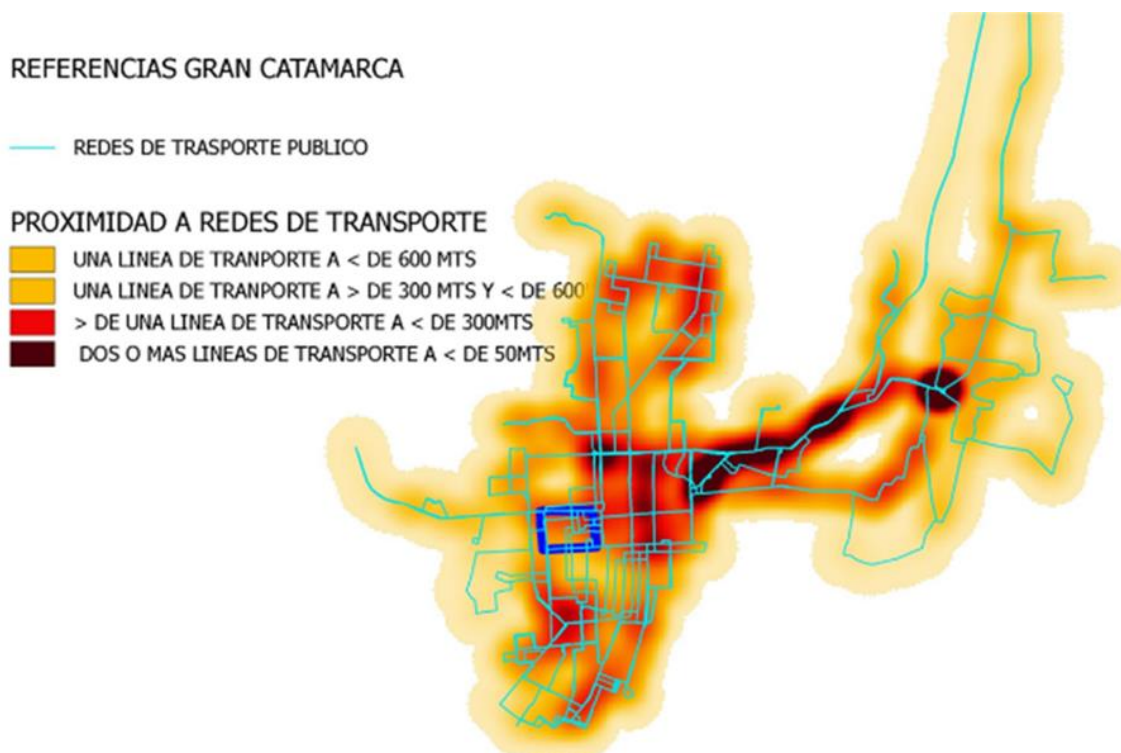 REFERENCIAS GRAN CATAMARCA
REDES DE TRASPORTE PUBLICO
PROXIMIDAD A REDES DE TRANSPORTE
UNA LINEA DE TRANPORTE A < DE 600 MTS
UNA LINEA DE TRANPORTE A > DE 300 MTS Y < DE 600
> DE UNA LINEA DE TRANSPORTE A < DE 300MTS
DOS O MAS LINEAS DE TRANSPORTE A < DE 50MTS